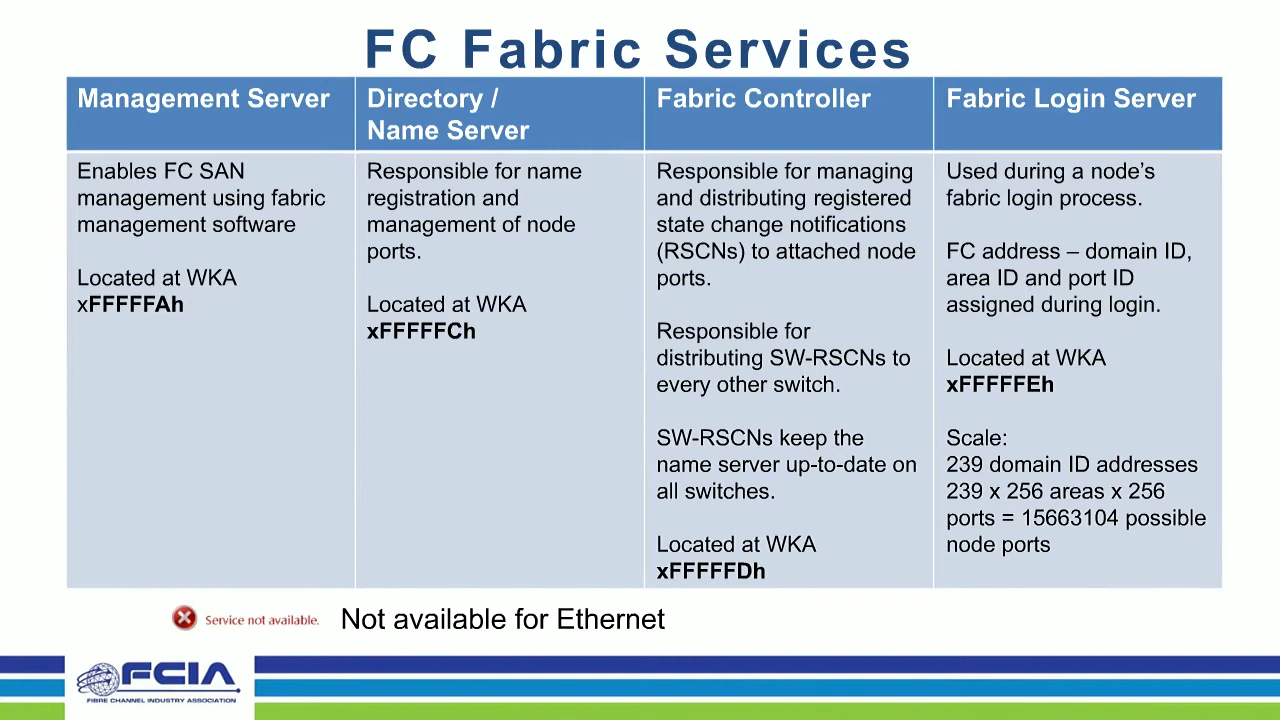 FC Fabric Services
Management Server
Directory /
Name Server
Fabric Controller
Fabric Login Server
Enables FC SAN
management using fabric
management software
Located at WKA
xFFFFFAh
Responsible for name
registration and
management of node
ports.
Located at WKA
xFFFFFCh
Responsible for managing
and distributing registered
state change notifications
(RSCNs) to attached node
ports.
Responsible for
distributing SW-RSCNs to
every other switch.
SW-RSCNs keep the
name server up-to-date on
all switches.
Located at WKA
xFFFFFDh
Used during a node’s
fabric login process.
FC address – domain ID,
area ID and port ID
assigned during login.
Located at WKA
xFFFFFEh
Scale:
239 domain ID addresses
239 x 256 areas x 256
ports = 15663104 possible
node ports
Service not available.
Not available for Ethernet
FCIA
FIBRE CHANNEL INDUSTRY ASSOCIATION